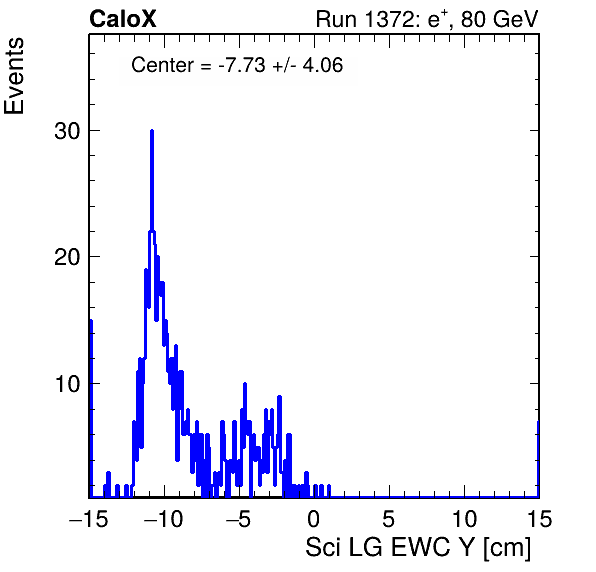 CaloX Run 1372: e⁺, 80 GeV
Center = -7.73 +/- 4.06
Events
30
20
10
−15 −10 −5 0 5 10 15
Sci LG EWC Y [cm]